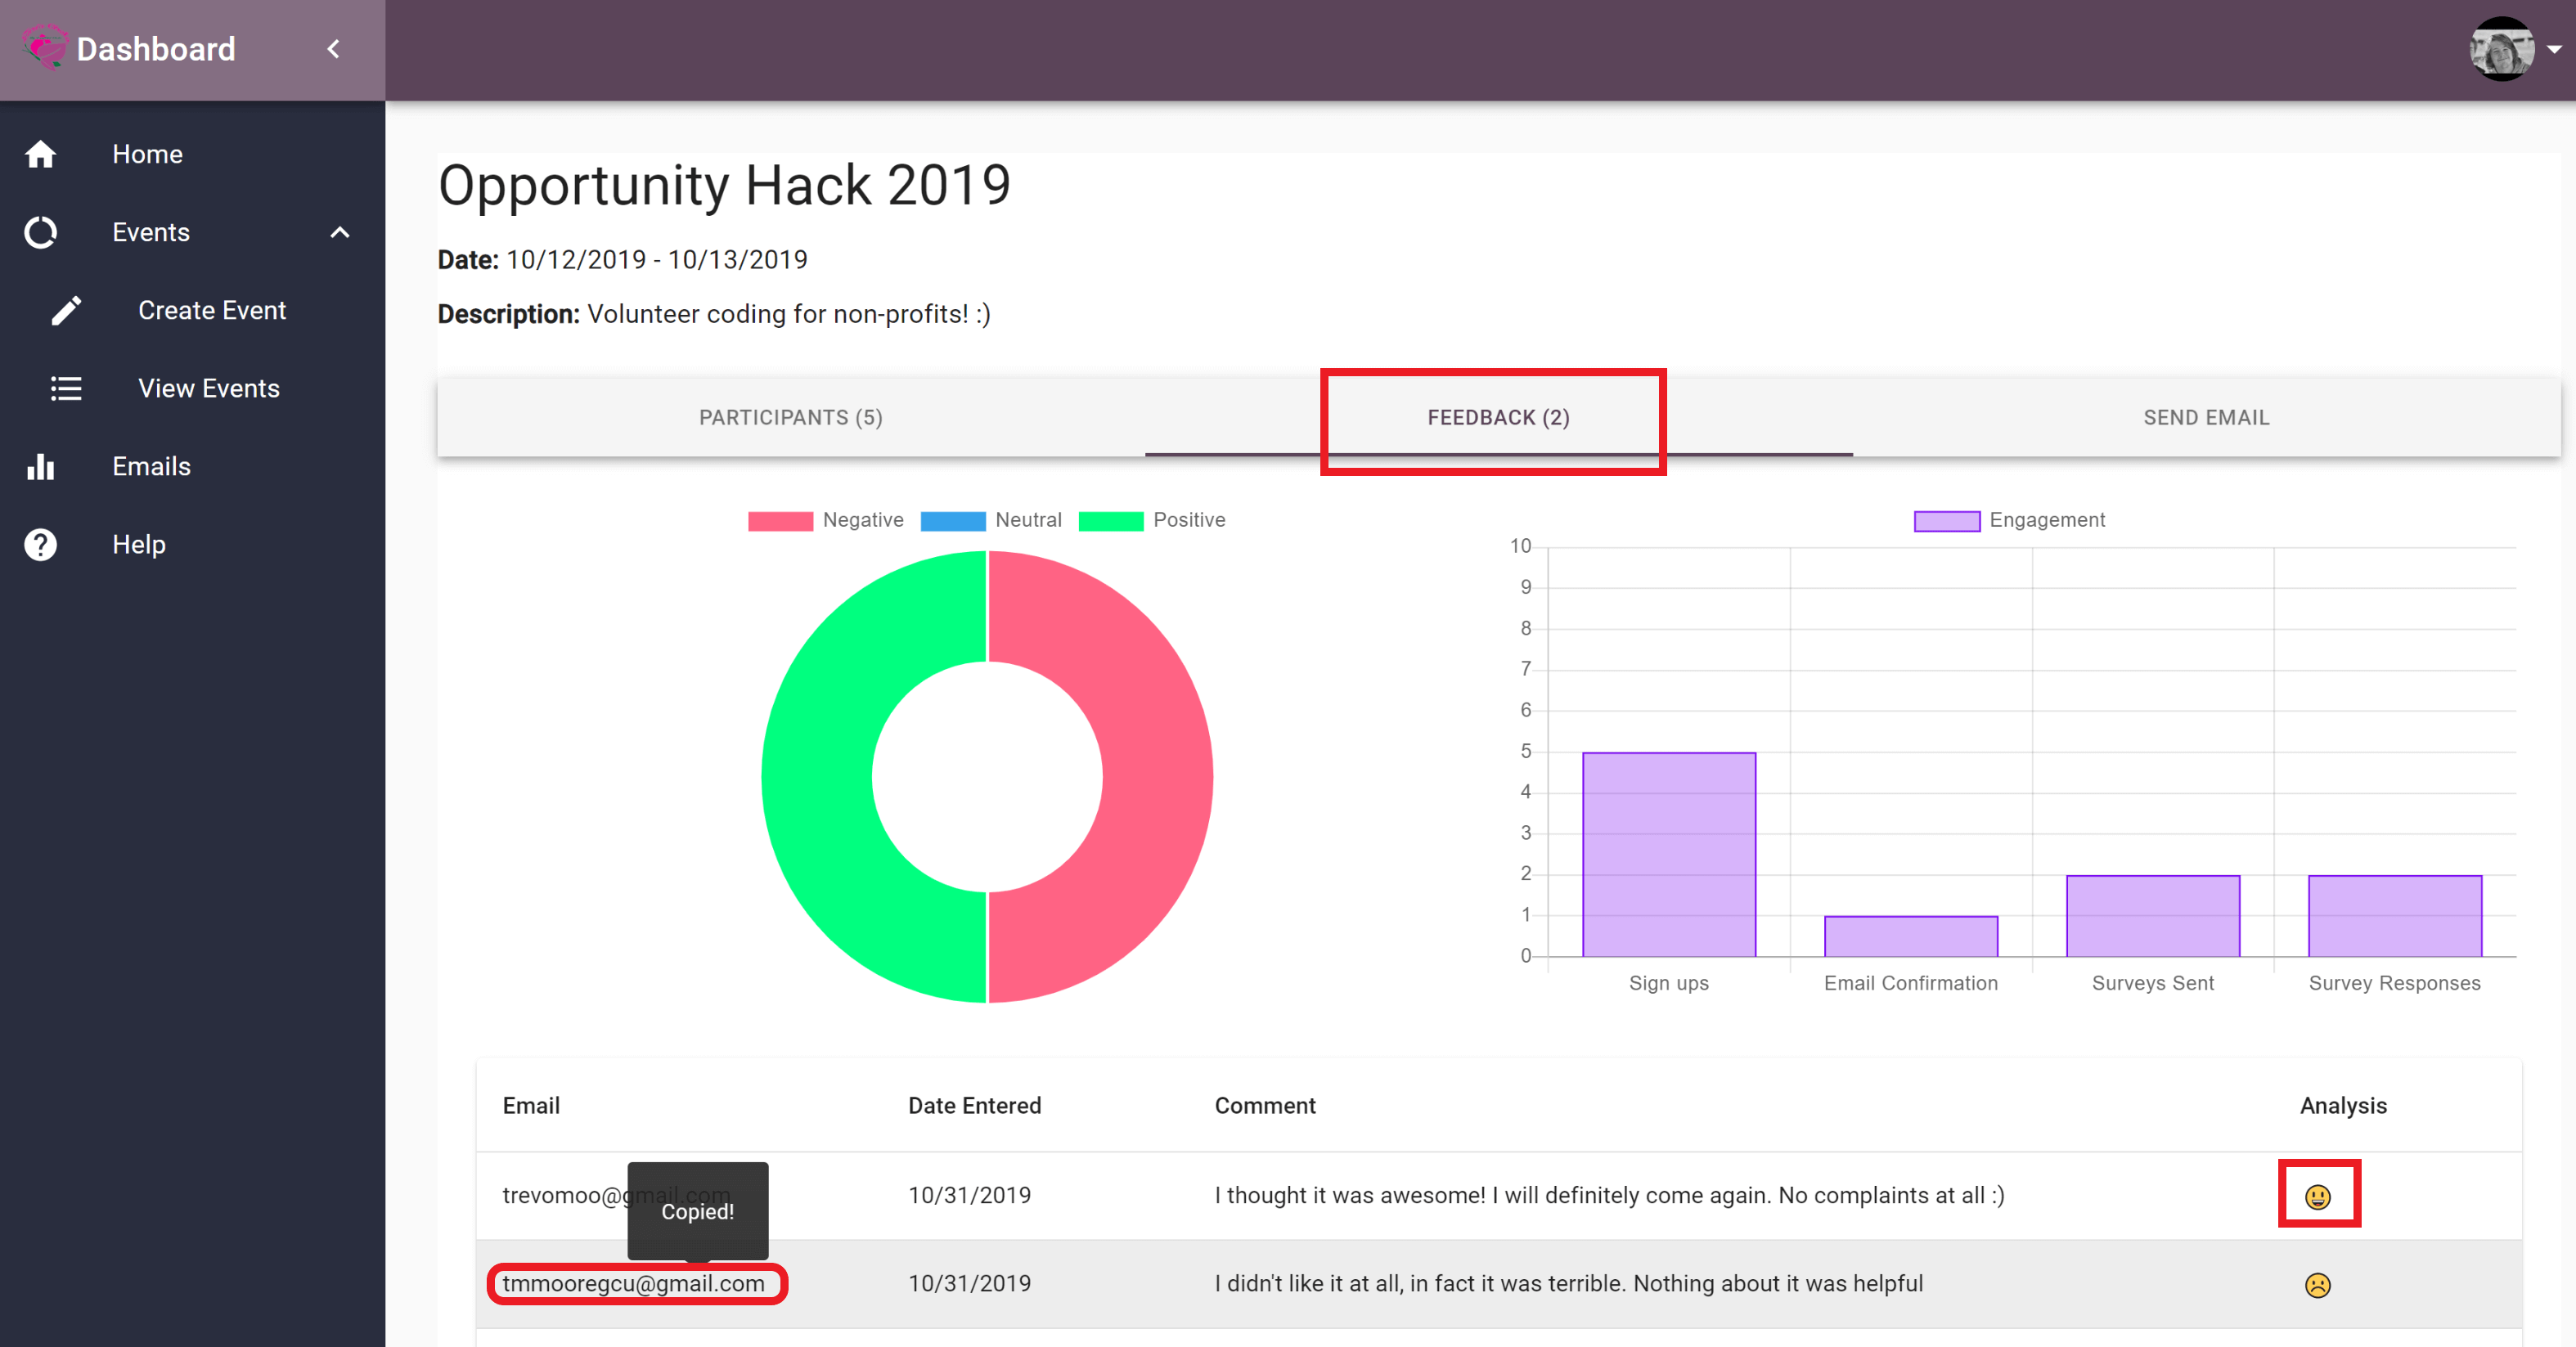 Dashboard
Home
Events
Create Event
View Events
Emails
Help
Opportunity Hack 2019
Date: 10/12/2019 - 10/13/2019
Description: Volunteer coding for non-profits! :)
PARTICIPANTS (5) FEEDBACK (2) SEND EMAIL
Negative Neutral Positive
Engagement
10
9
8
7
6
5
4
3
2
1
0
Sign ups Email Confirmation Surveys Sent Survey Responses
Email Date Entered Comment Analysis
trevomoo@gmail.com 10/31/2019 I thought it was awesome! I will definitely come again. No complaints at all :)
Copied!
tmmooregcu@gmail.com 10/31/2019 I didn't like it at all, in fact it was terrible. Nothing about it was helpful